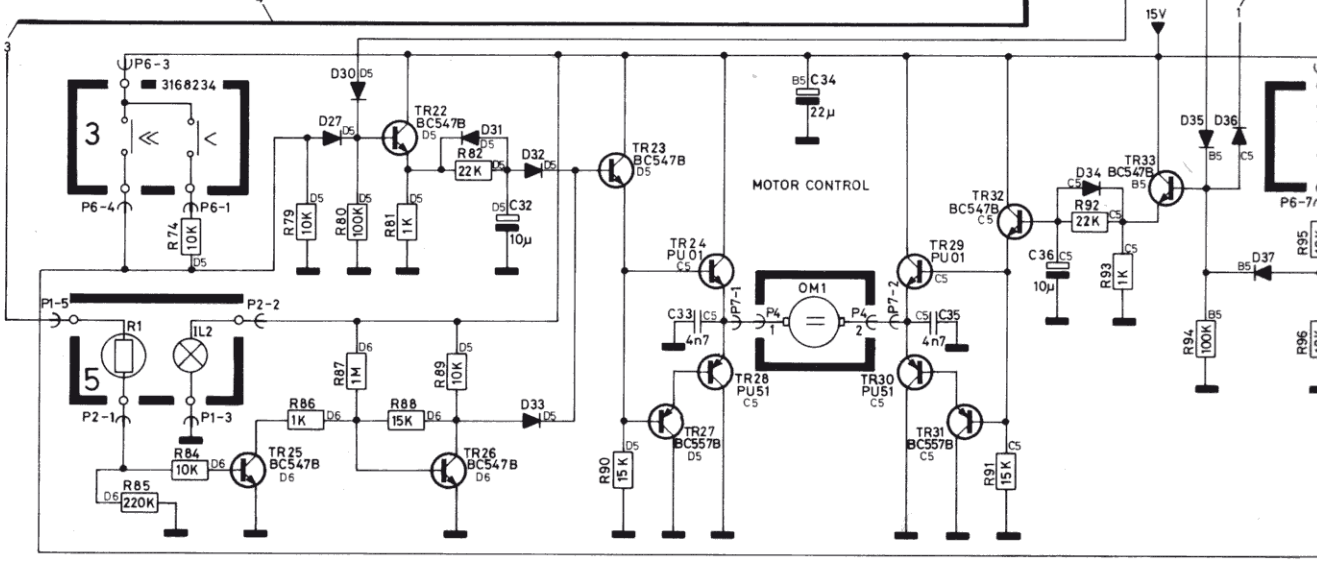 4
15V
1
3
P6-3
3168234
3
≪
<
P6-4
P6-1
R74
10K
D5
D30
D5
D27
D5
TR22
BC547B
D5
D31
D5
R82
22K
D5
D32
D5
R79
10K
D5
R80
100K
D5
R81
1K
D5
D5
C32
10µ
TR23
BC547B
D5
B5
C34
22µ
MOTOR CONTROL
TR24
PU01
C5
TR29
PU01
C5
TR32
BC547B
C5
D34
C5
R92
22K
C5
TR33
BC547B
B5
D35
B5
D36
C5
C36
C5
10µ
R93
1K
C5
B5
D37
R94
100K
B5
P6-7
R95
R96
P1-5
P2-2
R1
IL2
5
P2-1
P1-3
R87
1M
D6
R89
10K
D5
R86
1K
D6
R88
15K
D6
D33
D5
R84
10K
D6
TR25
BC547B
D6
TR26
BC547B
D6
D6
R85
220K
C33
C5
4n7
P7-1
P4
1
OM1
=
P4
2
P7-2
C5
C35
4n7
TR28
PU51
C5
TR30
PU51
C5
TR27
BC557B
D5
TR31
BC557B
C5
R90
15K
D5
R91
15K
C5